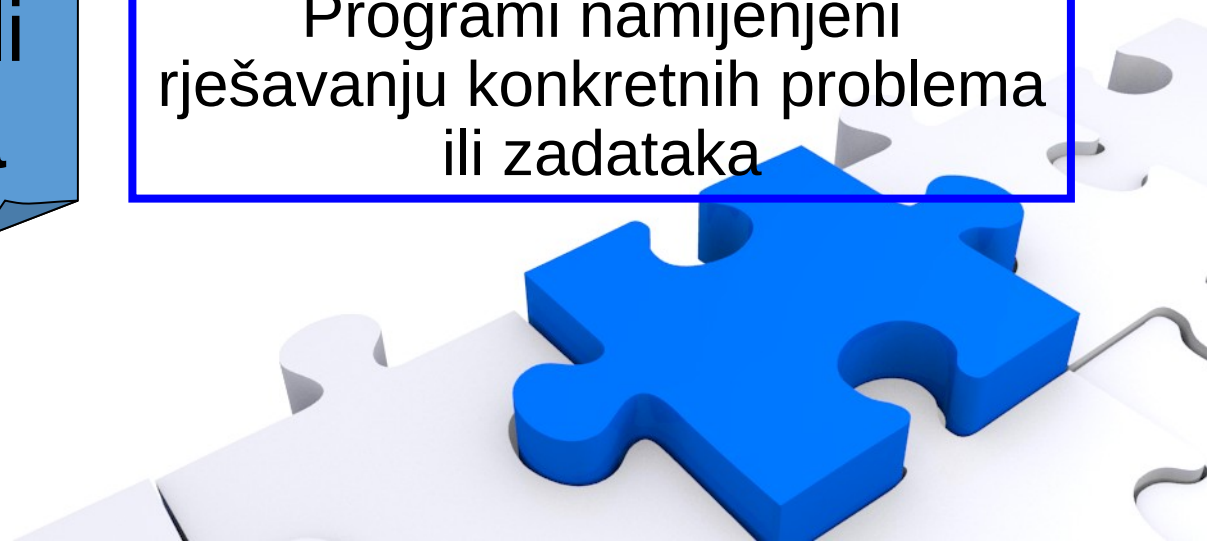 Programi namijenjeni
rješavanju konkretnih problema
ili zadataka